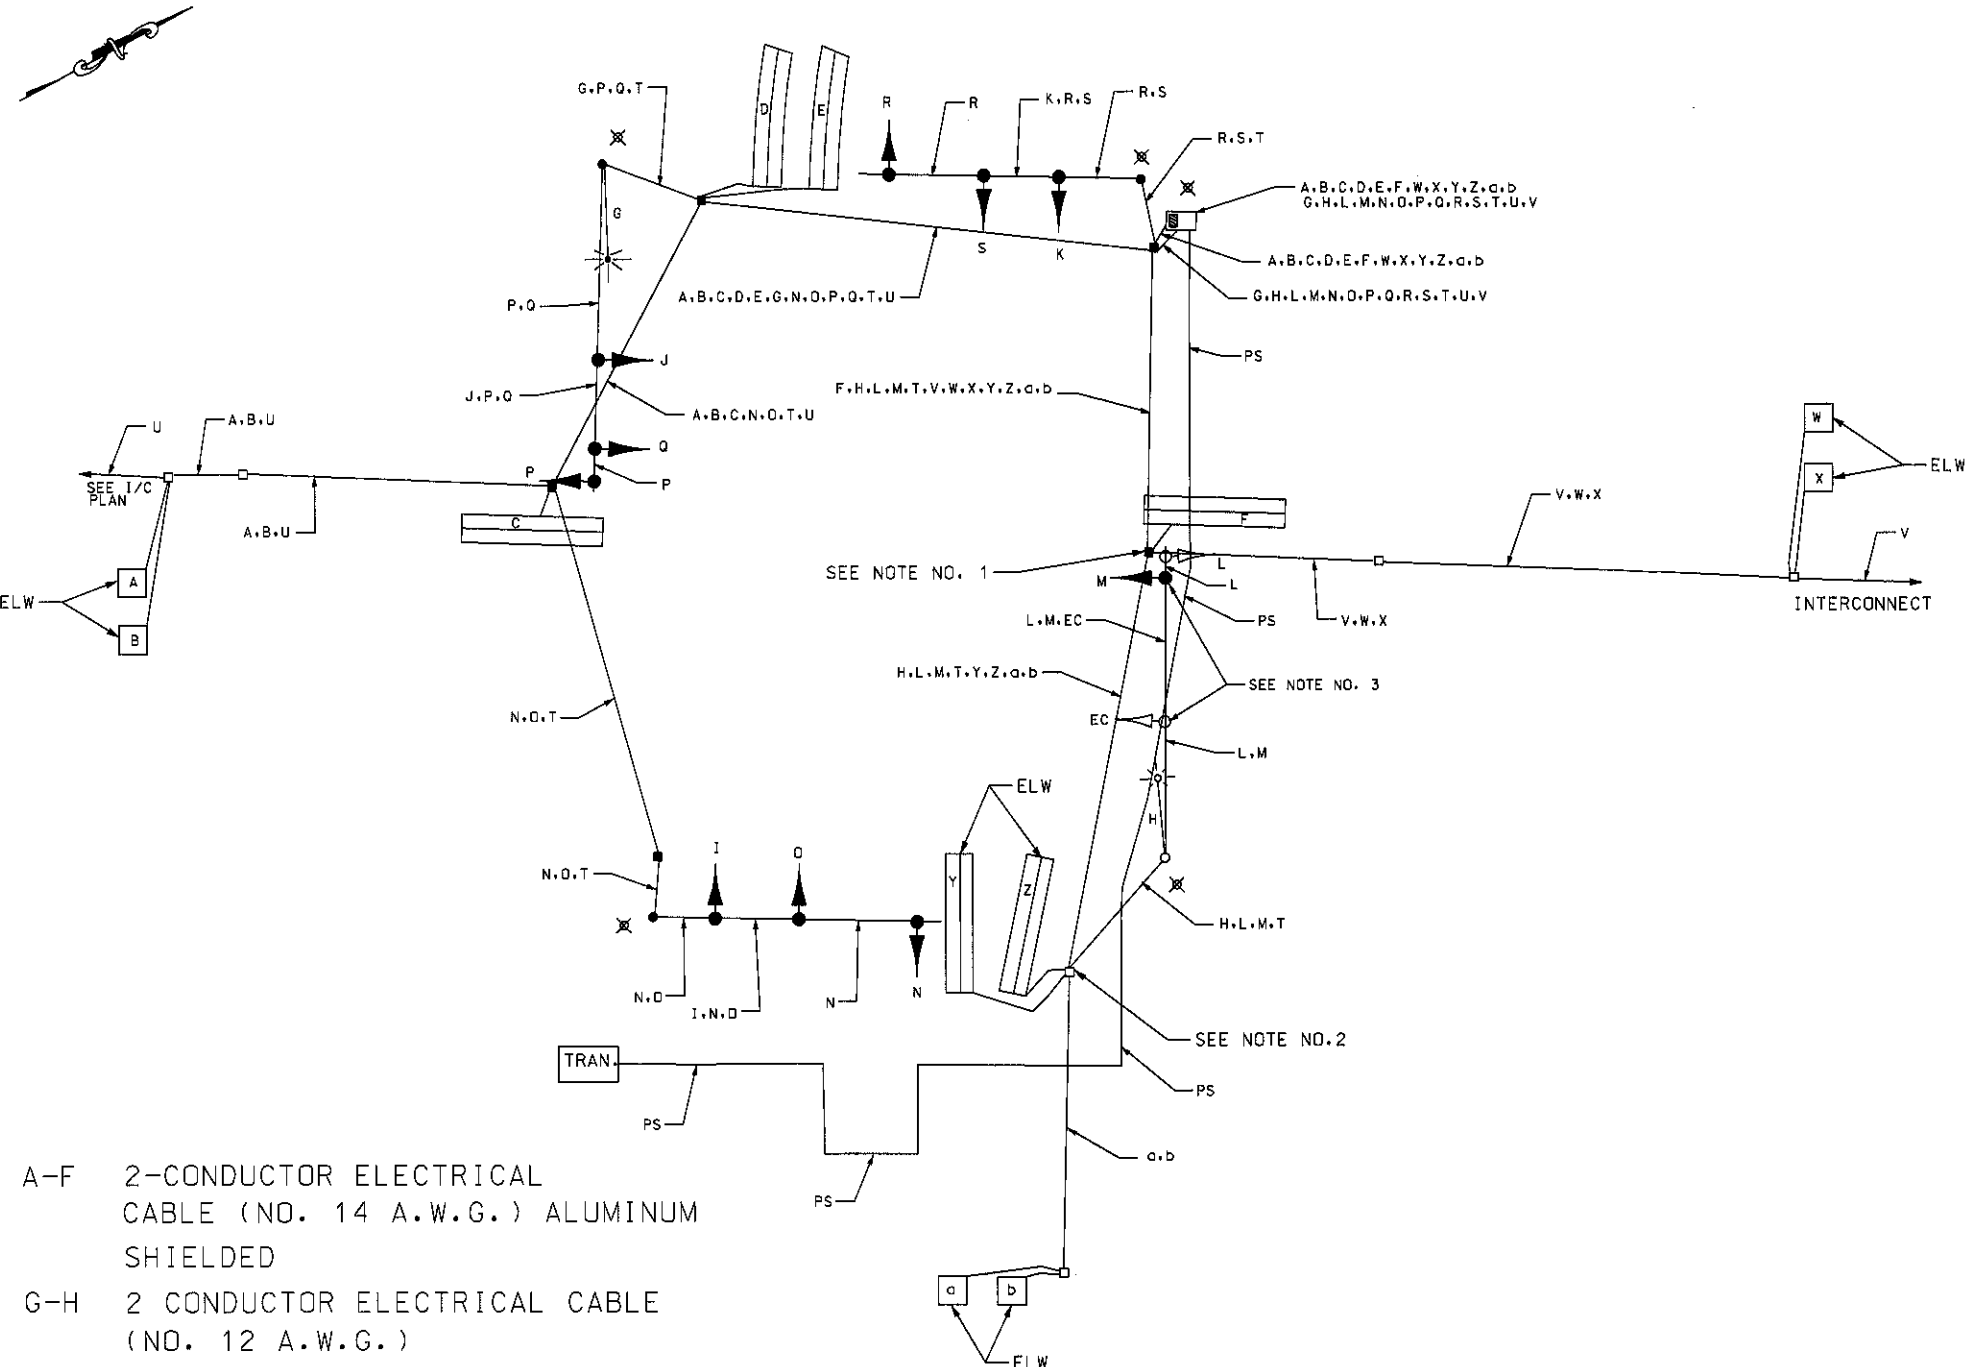 G.P.Q.T
D
E
R
R
K.R.S
R.S
R.S.T
A.B.C.D.E.F.W.X.Y.Z.a.b
G.H.L.M.N.O.P.Q.R.S.T.U.V
G
S
K
A.B.C.D.E.F.W.X.Y.Z.a.b
P.Q
A.B.C.D.E.G.N.O.P.Q.T.U
G.H.L.M.N.O.P.Q.R.S.T.U.V
J
PS
J.P.Q
F.H.L.M.T.V.W.X.Y.Z.a.b
A.B.C.N.O.T.U
U
A.B.U
W
Q
P
P
ELW
X
SEE I/C
PLAN
V.W.X
C
F
A.B.U
V
SEE NOTE NO. 1
L
M
L
A
ELW
INTERCONNECT
L.M.EC
PS
V.W.X
B
H.L.M.T.Y.Z.a.b
SEE NOTE NO. 3
N.O.T
EC
L.M
ELW
H
I
O
N.O.T
Y
Z
H.L.M.T
N.O
I.N.O
N
N
SEE NOTE NO.2
TRAN.
PS
PS
a.b
PS
A-F 2-CONDUCTOR ELECTRICAL
CABLE (NO. 14 A.W.G.) ALUMINUM
SHIELDED
G-H 2 CONDUCTOR ELECTRICAL CABLE
(NO. 12 A.W.G.)
a
b
ELW